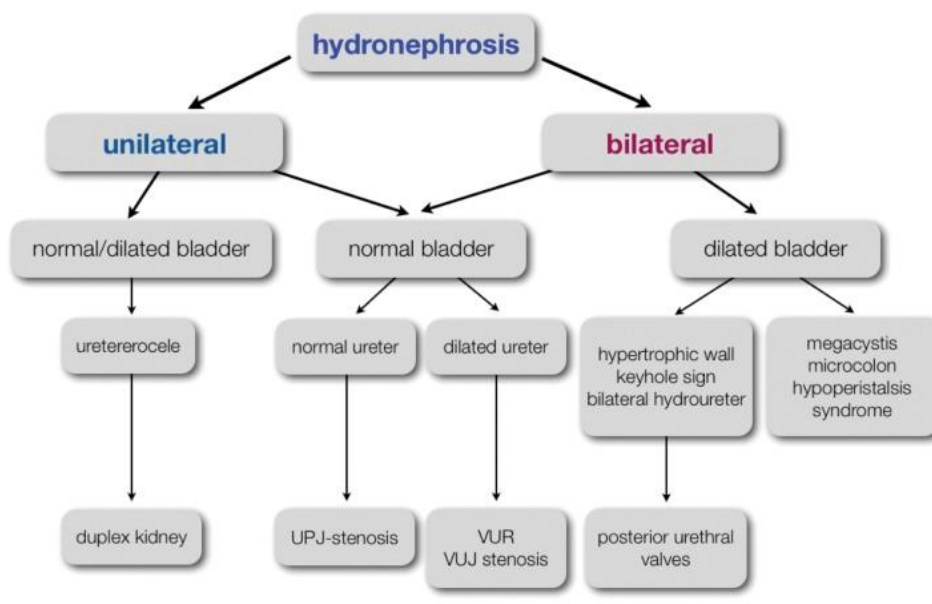 hydronephrosis
unilateral
bilateral
normal/dilated bladder
normal bladder
dilated bladder
uretererocele
normal ureter
dilated ureter
hypertrophic wall
keyhole sign
bilateral hydroureter
megacystis
microcolon
hypoperistalsis
syndrome
duplex kidney
UPJ-stenosis
VUR
VUJ stenosis
posterior urethral
valves